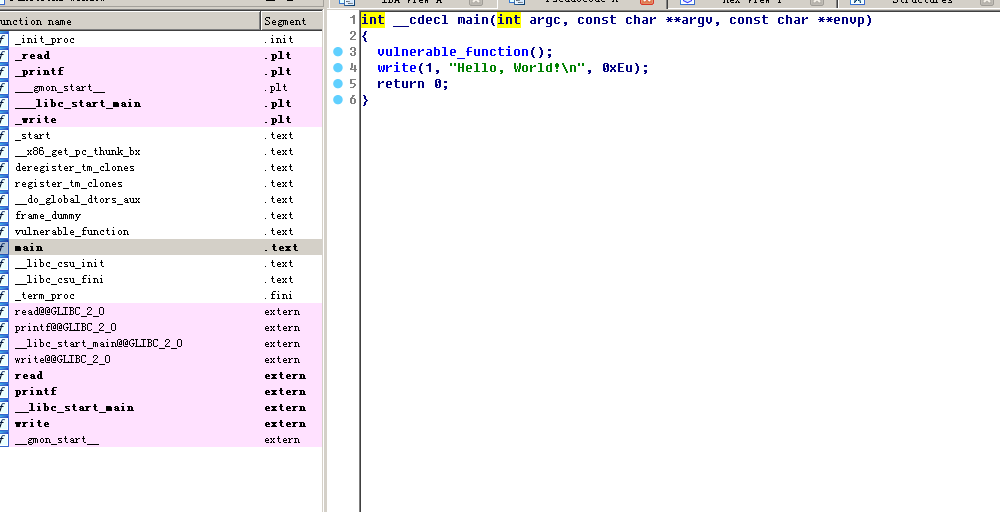 Function name Segment
_init_proc .init
_read .plt
_printf .plt
___gmon_start__ .plt
___libc_start_main .plt
_write .plt
_start .text
__x86_get_pc_thunk_bx .text
deregister_tm_clones .text
register_tm_clones .text
__do_global_dtors_aux .text
frame_dummy .text
vulnerable_function .text
main .text
__libc_csu_init .text
__libc_csu_fini .text
_term_proc .fini
read@@GLIBC_2_0 extern
printf@@GLIBC_2_0 extern
__libc_start_main@@GLIBC_2_0 extern
write@@GLIBC_2_0 extern
read extern
printf extern
__libc_start_main extern
write extern
__gmon_start__ extern
1 int __cdecl main(int argc, const char **argv, const char **envp)
2 {
3 vulnerable_function();
4 write(1, "Hello, World!\n", 0xEu);
5 return 0;
6 }